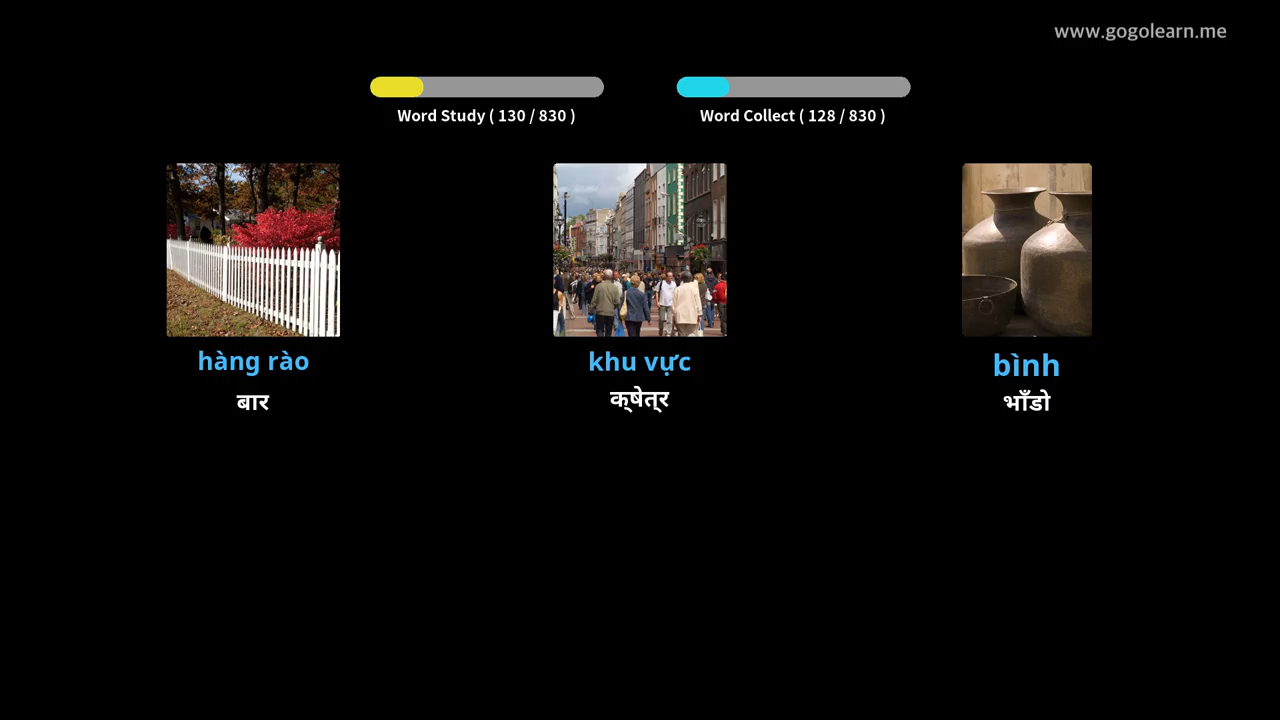 www.gogolearn.me
Word Study ( 130 / 830 )
Word Collect ( 128 / 830 )
hàng rào
khu vực
bình
बार
क्षेत्र
भाँडो